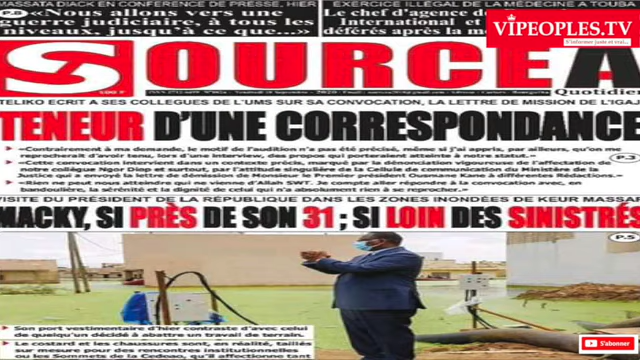 P.8 MASSATA DIACK EN CONFERENCE DE PRESSE, HIER
«Nous allons vers une
guerre judiciaire, à tous les
niveaux, jusqu'à ce que...»
EXERCICE ILLÉGAL DE LA MÉDECINE À TOUBA
Le chef d'agence de
International et
déférés après la
VIPEOPLES.TV
S'informe juste et vrai...
SOURCE A
100 F
Quotidien
TELIKO ECRIT A SES COLLEGUES DE L'UMS SUR SA CONVOCATION, LA LETTRE DE MISSION DE L'IGA
TENEUR D'UNE CORRESPONDANCE
«Contrairement à ma demande, le motif de l'audition n'a pas été précisé, même si j'ai appris, par ailleurs, qu'on me
reprocherait d'avoir tenu, lors d'une interview, des propos qui porteraient atteinte à notre statut.»
«Cette convocation intervient dans un contexte précis, marqué par la dénonciation vigoureuse de l'affectation de
notre collègue Ngor Diop et surtout, par l'attitude singulière de la Cellule de communication du Ministère de la
Justice qui a envoyé la lettre de démission de Monsieur le Premier président Ousmane Kane à différentes Rédactions.»
«Rien ne peut nous atteindre qui ne vienne d'Allah SWT. Je compte aller répondre à la convocation avec, en
bandoulière, la sérénité et la dignité de celui qui n'a absolument rien à se reprocher.»
P.3
VISITE DU PRESIDENT DE LA REPUBLIQUE DANS LES ZONES INONDEES DE KEUR MASSAR
MACKY, SI PRÈS DE SON 31 ; SI LOIN DES SINISTRÉS
P.5
Son port vestimentaire d'hier contraste d'avec celui
de quelqu'un décidé à abattre un travail de terrain.
Le costard et les chaussures sont, en réalité, taillés
sur mesure pour des rencontres institutionnelles
ou les Sommets de la Cedeao, qu'il affectionne tant
S'abonner